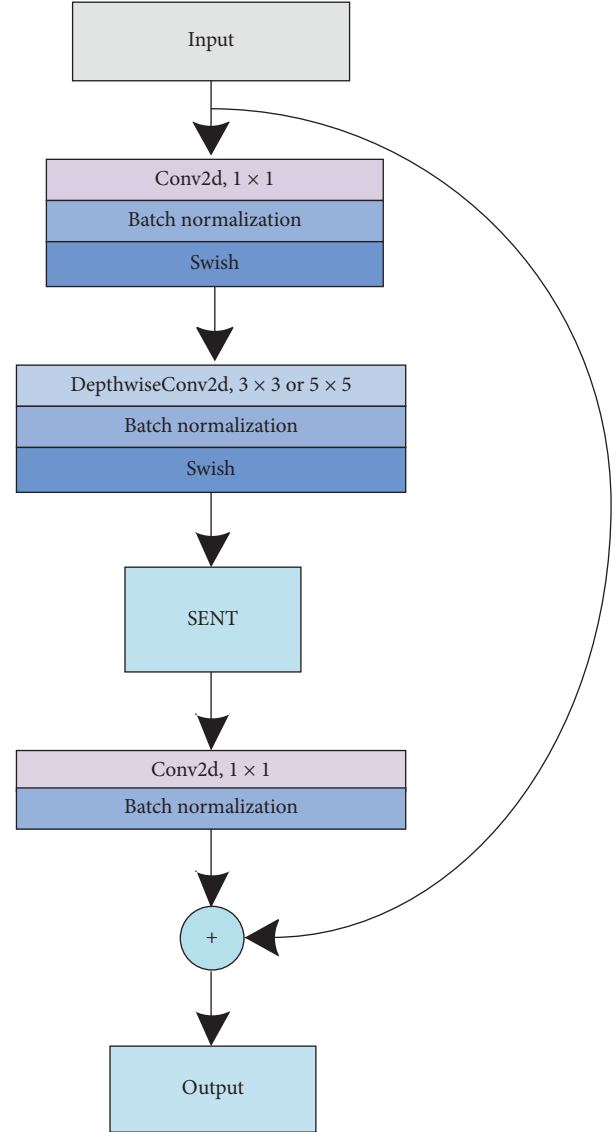 Input
Conv2d, 1 × 1
Batch normalization
Swish
DepthwiseConv2d, 3 × 3 or 5 × 5
Batch normalization
Swish
SENT
Conv2d, 1 × 1
Batch normalization
+
Output